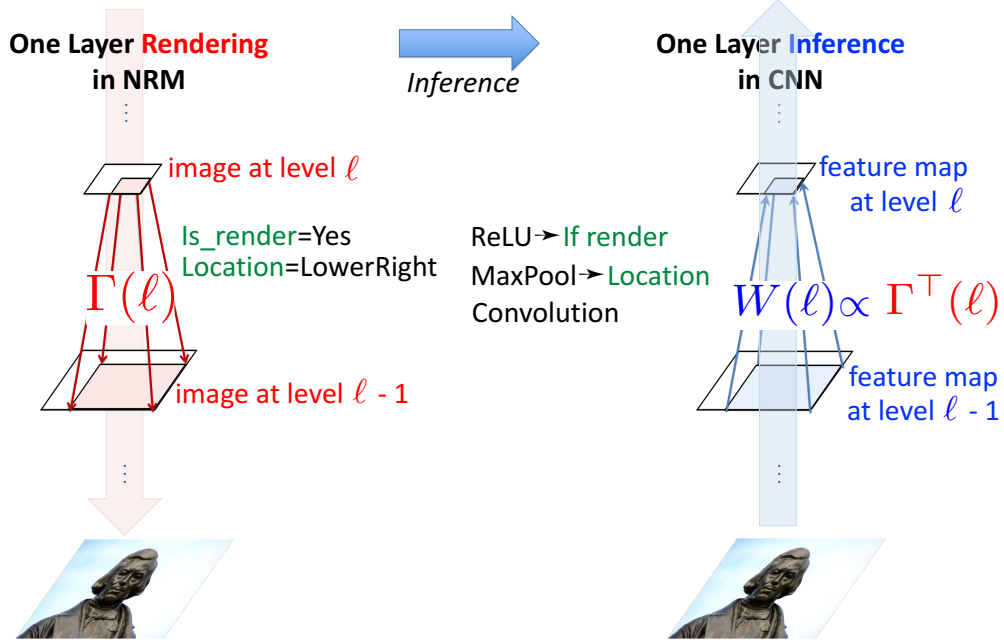 One Layer Rendering
in NRM
Inference
One Layer Inference
in CNN
...
...
image at level ℓ
feature map
at level ℓ
Is_render=Yes
Location=LowerRight
ReLU→If render
MaxPool→Location
Convolution
Γ(ℓ)
W(ℓ)∝ Γ⊤(ℓ)
image at level ℓ - 1
feature map
at level ℓ - 1
...
...